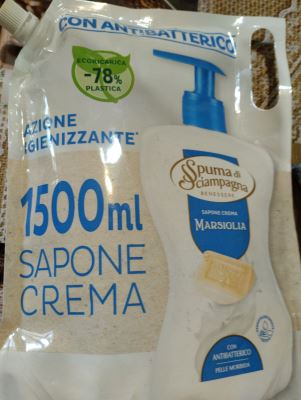 CON ANTIBATTERICO
ECORICARICA
-78%
PLASTICA
AZIONE
IGIENIZZANTE*
1500ml
SAPONE
CREMA
Spuma di
Sciampagna
BENESSERE
SAPONE CREMA
MARSIGLIA
CON
ANTIBATTERICO
PELLE MORBIDA